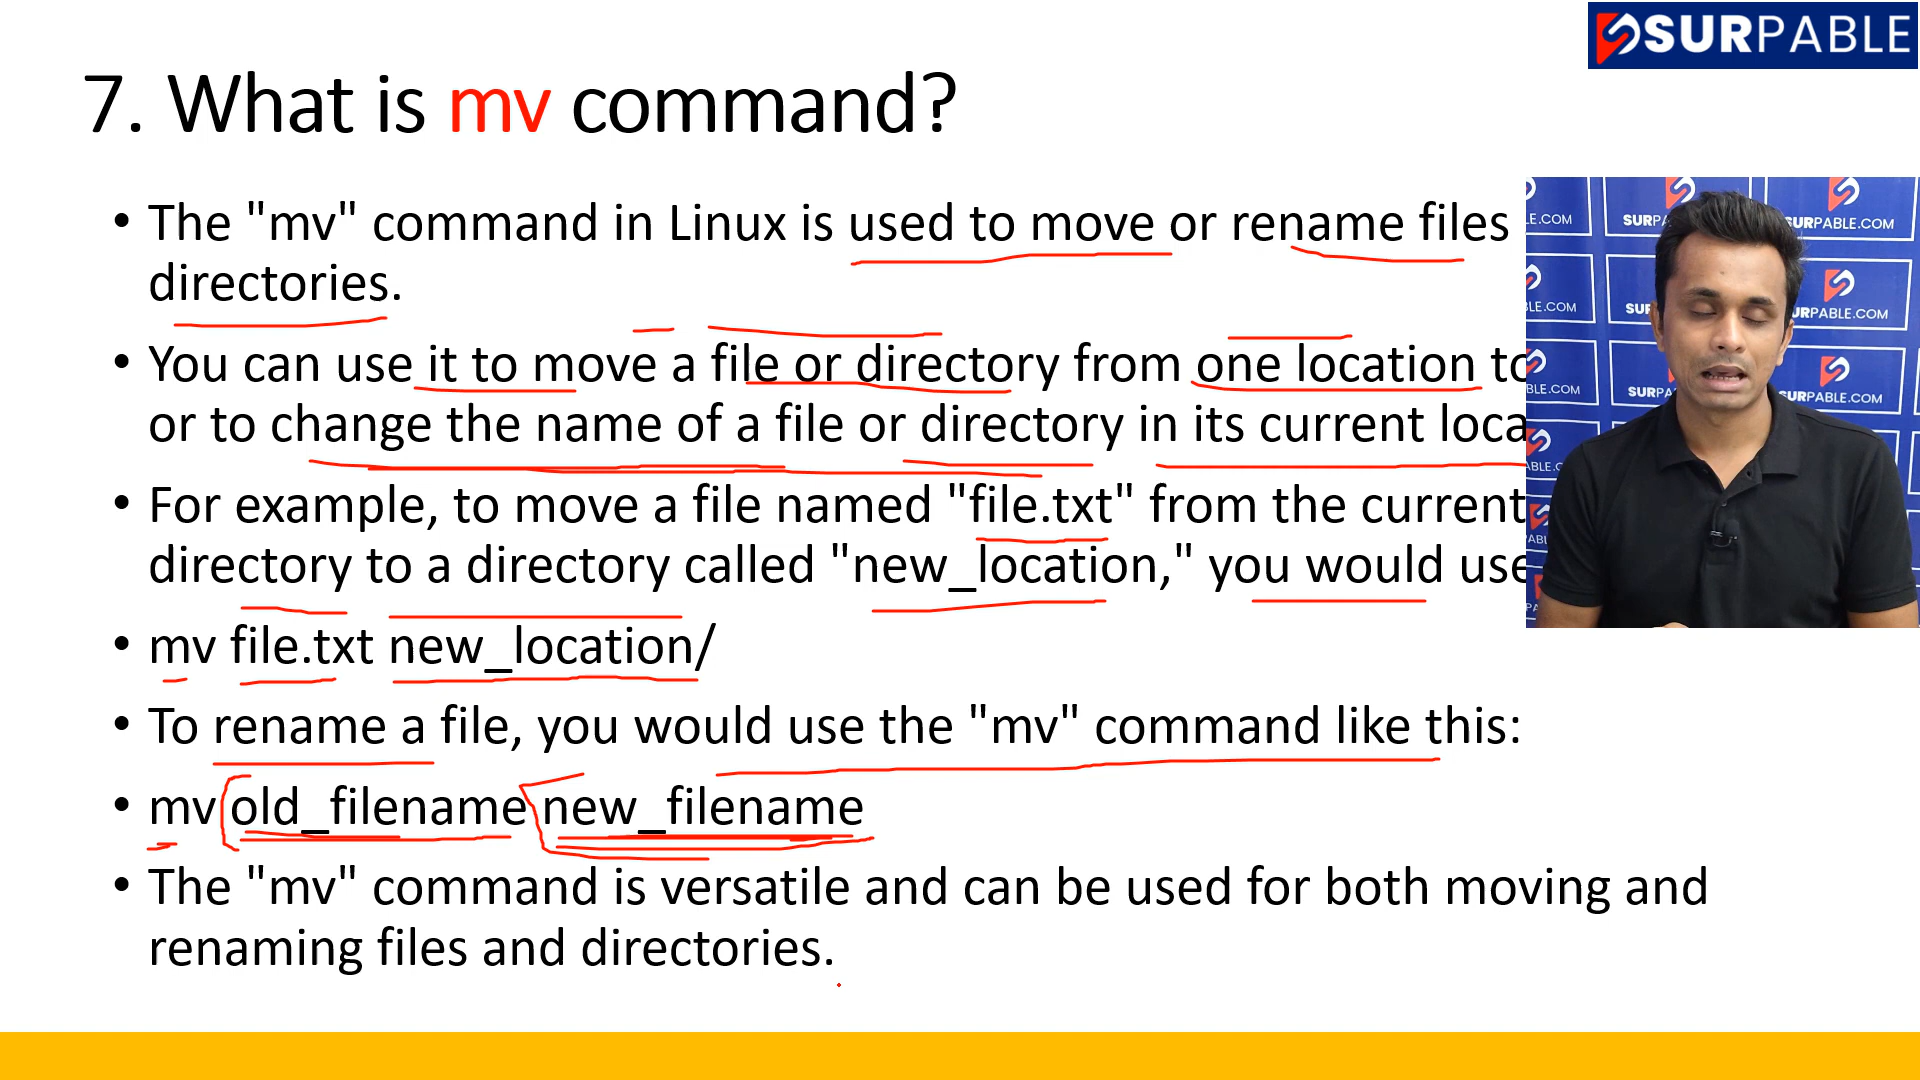 SURPABLE
7. What is mv command?
• The "mv" command in Linux is used to move or rename files
directories.
• You can use it to move a file or directory from one location to
or to change the name of a file or directory in its current loca
• For example, to move a file named "file.txt" from the current
directory to a directory called "new_location," you would use
• mv file.txt new_location/
• To rename a file, you would use the "mv" command like this:
• mv old_filename new_filename
• The "mv" command is versatile and can be used for both moving and
renaming files and directories.
SURPABLE.COM